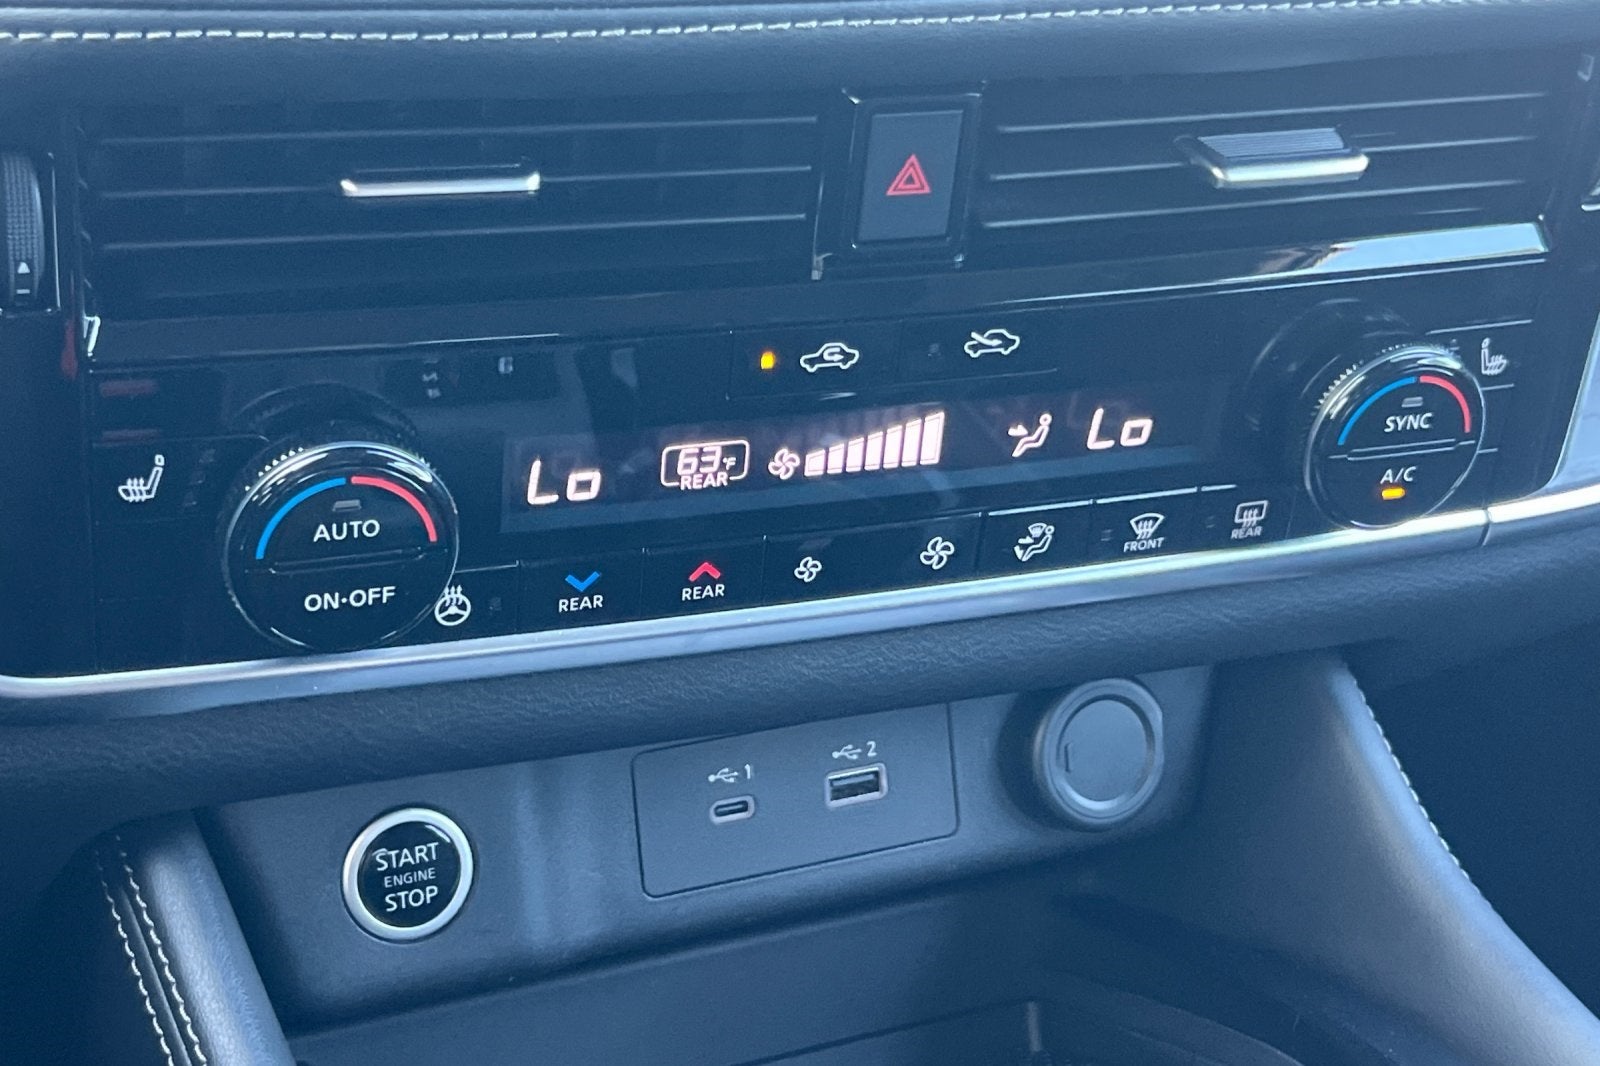 SYNC
A/C
Lo
63°F
REAR
Lo
AUTO
ON·OFF
REAR
REAR
FRONT
REAR
1
2
START
ENGINE
STOP